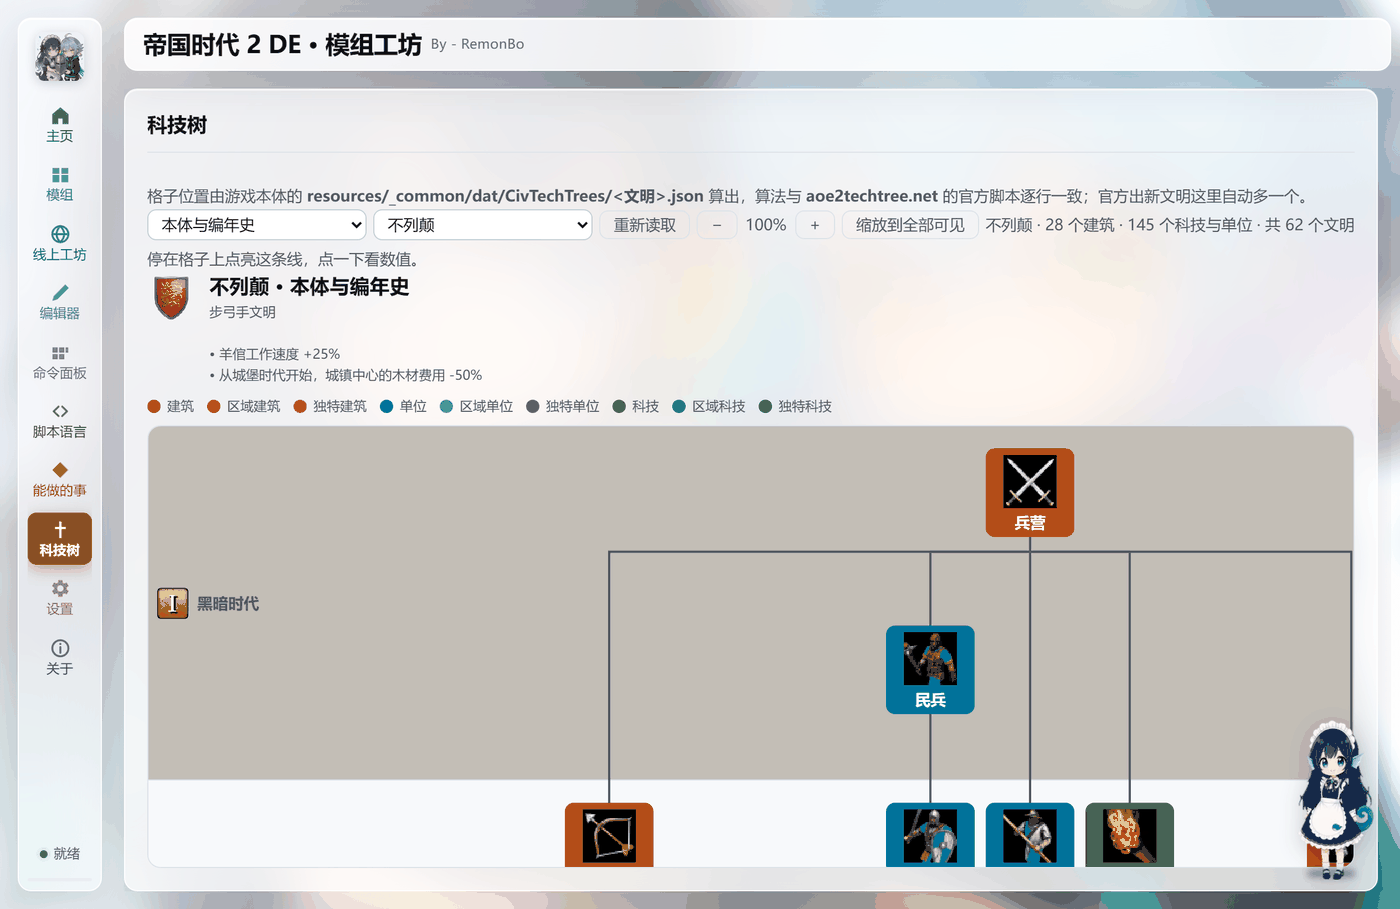 帝国时代 2 DE • 模组工坊 By - RemonBo
主页
模组
线上工坊
编辑器
命令面板
脚本语言
能做的事
科技树
设置
关于
就绪
科技树
格子位置由游戏本体的 resources/_common/dat/CivTechTrees/<文明>.json 算出，算法与 aoe2techtree.net 的官方脚本逐行一致；官方出新文明这里自动多一个。
本体与编年史 不列颠 重新读取 − 100% + 缩放到全部可见 不列颠 · 28 个建筑 · 145 个科技与单位 · 共 62 个文明
停在格子上点亮这条线，点一下看数值。
不列颠 • 本体与编年史
步弓手文明
• 羊倌工作速度 +25%
• 从城堡时代开始，城镇中心的木材费用 -50%
建筑 区域建筑 独特建筑 单位 区域单位 独特单位 科技 区域科技 独特科技
兵营
I 黑暗时代
民兵